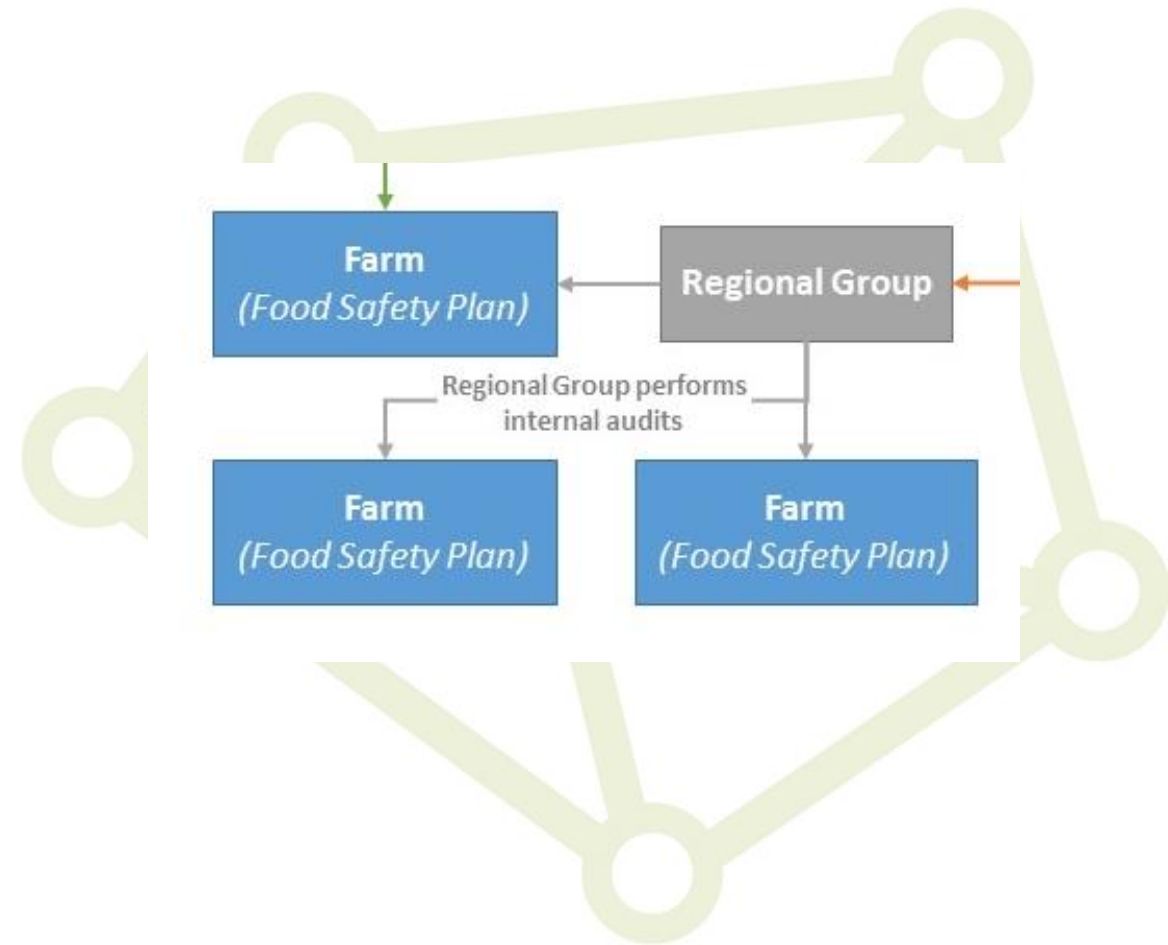 Farm
(Food Safety Plan)
Regional Group
Regional Group performs
internal audits
Farm
(Food Safety Plan)
Farm
(Food Safety Plan)